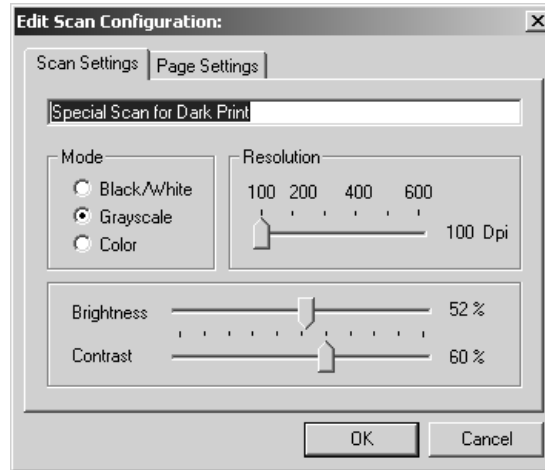 Edit Scan Configuration:
Scan Settings Page Settings
Special Scan for Dark Print
Mode
Black/White
Grayscale
Color
Resolution
100 200 400 600
100 Dpi
Brightness 52 %
Contrast 60 %
OK Cancel